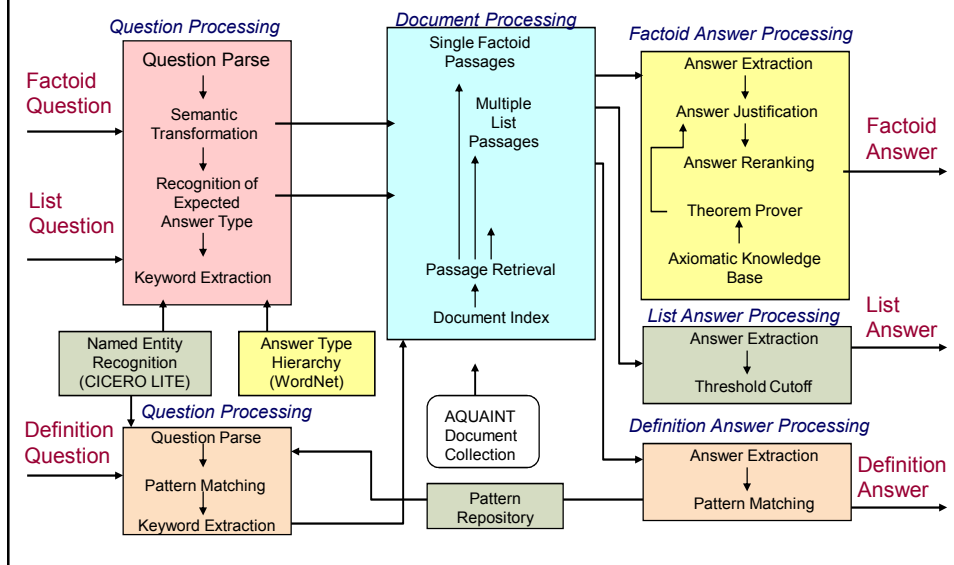 Question Processing
Question Parse
Semantic
Transformation
Recognition of
Expected
Answer Type
Keyword Extraction
Factoid
Question
List
Question
Named Entity
Recognition
(CICERO LITE)
Answer Type
Hierarchy
(WordNet)
Question Processing
Question Parse
Pattern Matching
Keyword Extraction
Definition
Question
Document Processing
Single Factoid
Passages
Multiple
List
Passages
Passage Retrieval
Document Index
AQUAINT
Document
Collection
Pattern
Repository
Factoid Answer Processing
Answer Extraction
Answer Justification
Answer Reranking
Theorem Prover
Axiomatic Knowledge
Base
Factoid
Answer
List Answer Processing
Answer Extraction
Threshold Cutoff
List
Answer
Definition Answer Processing
Answer Extraction
Pattern Matching
Definition
Answer